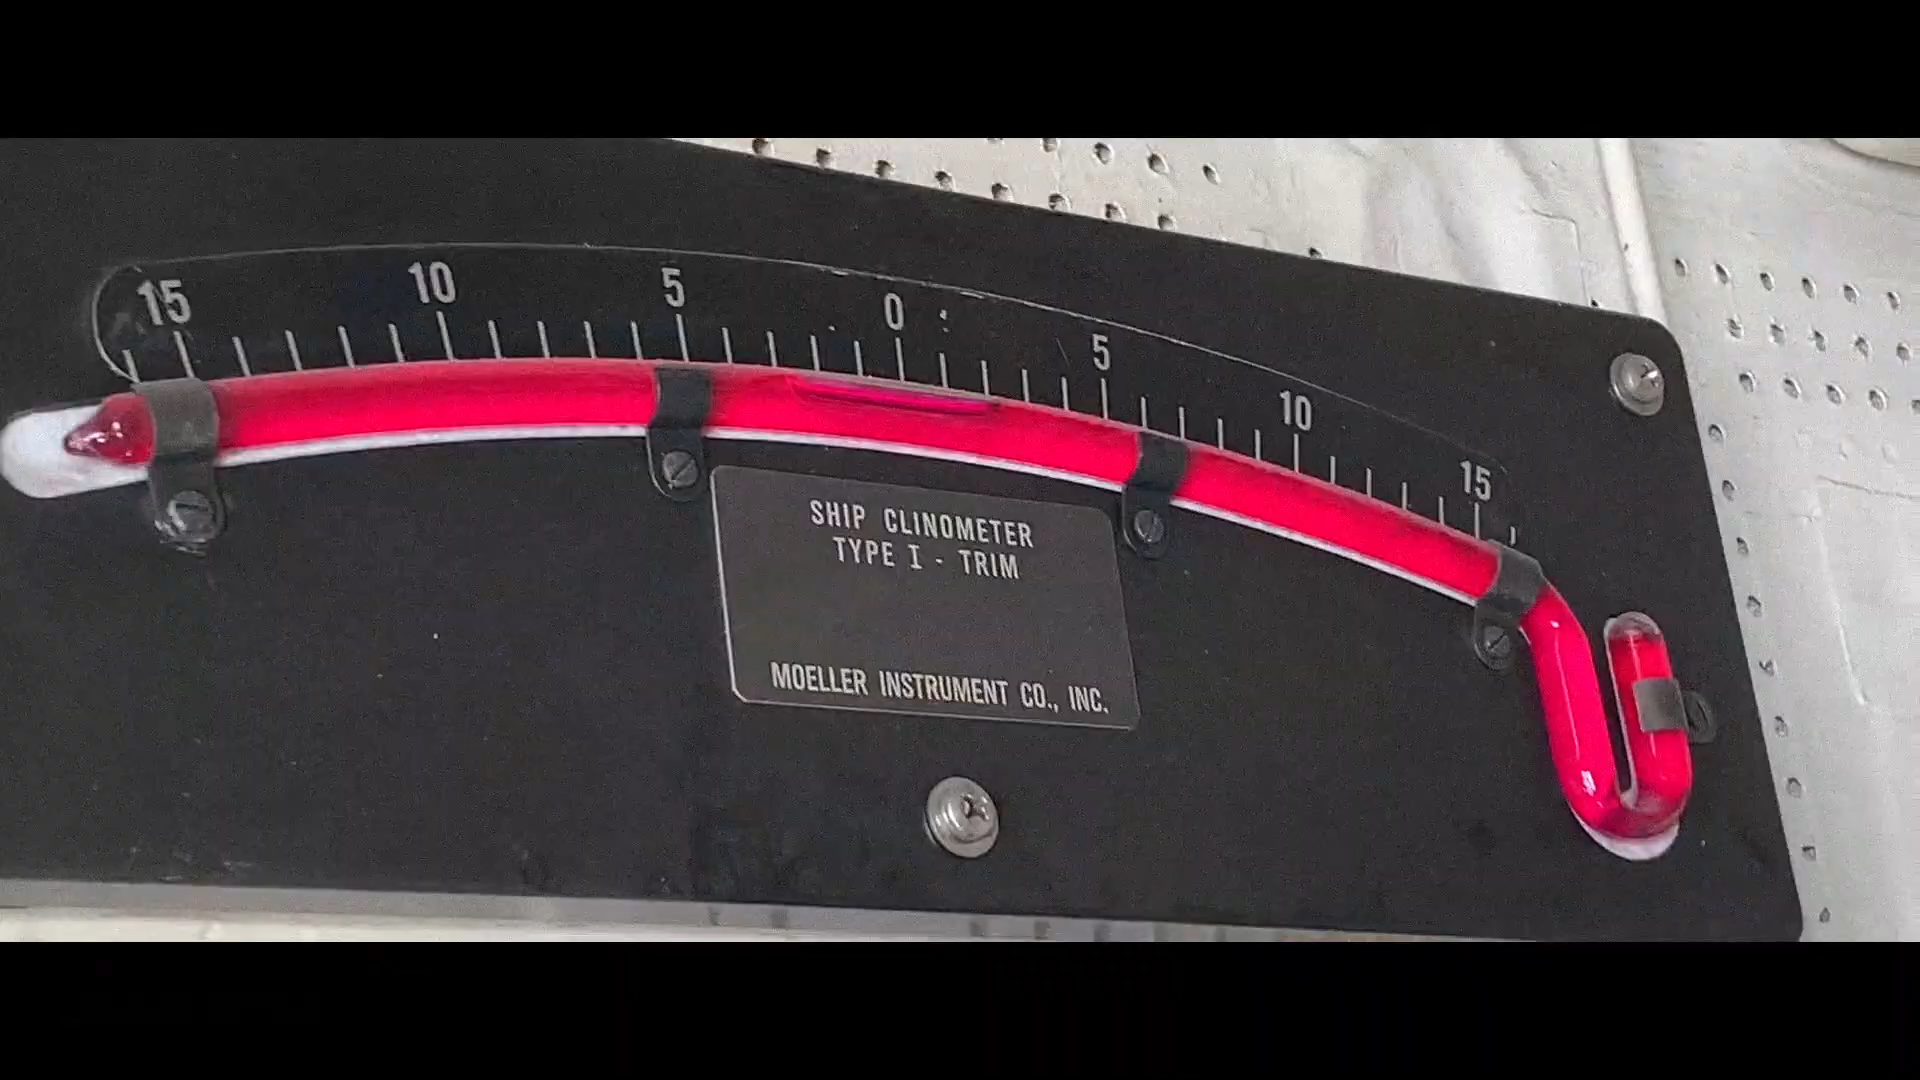 15 10 5 0 5 10 15
SHIP CLINOMETER
TYPE I - TRIM
MOELLER INSTRUMENT CO., INC.